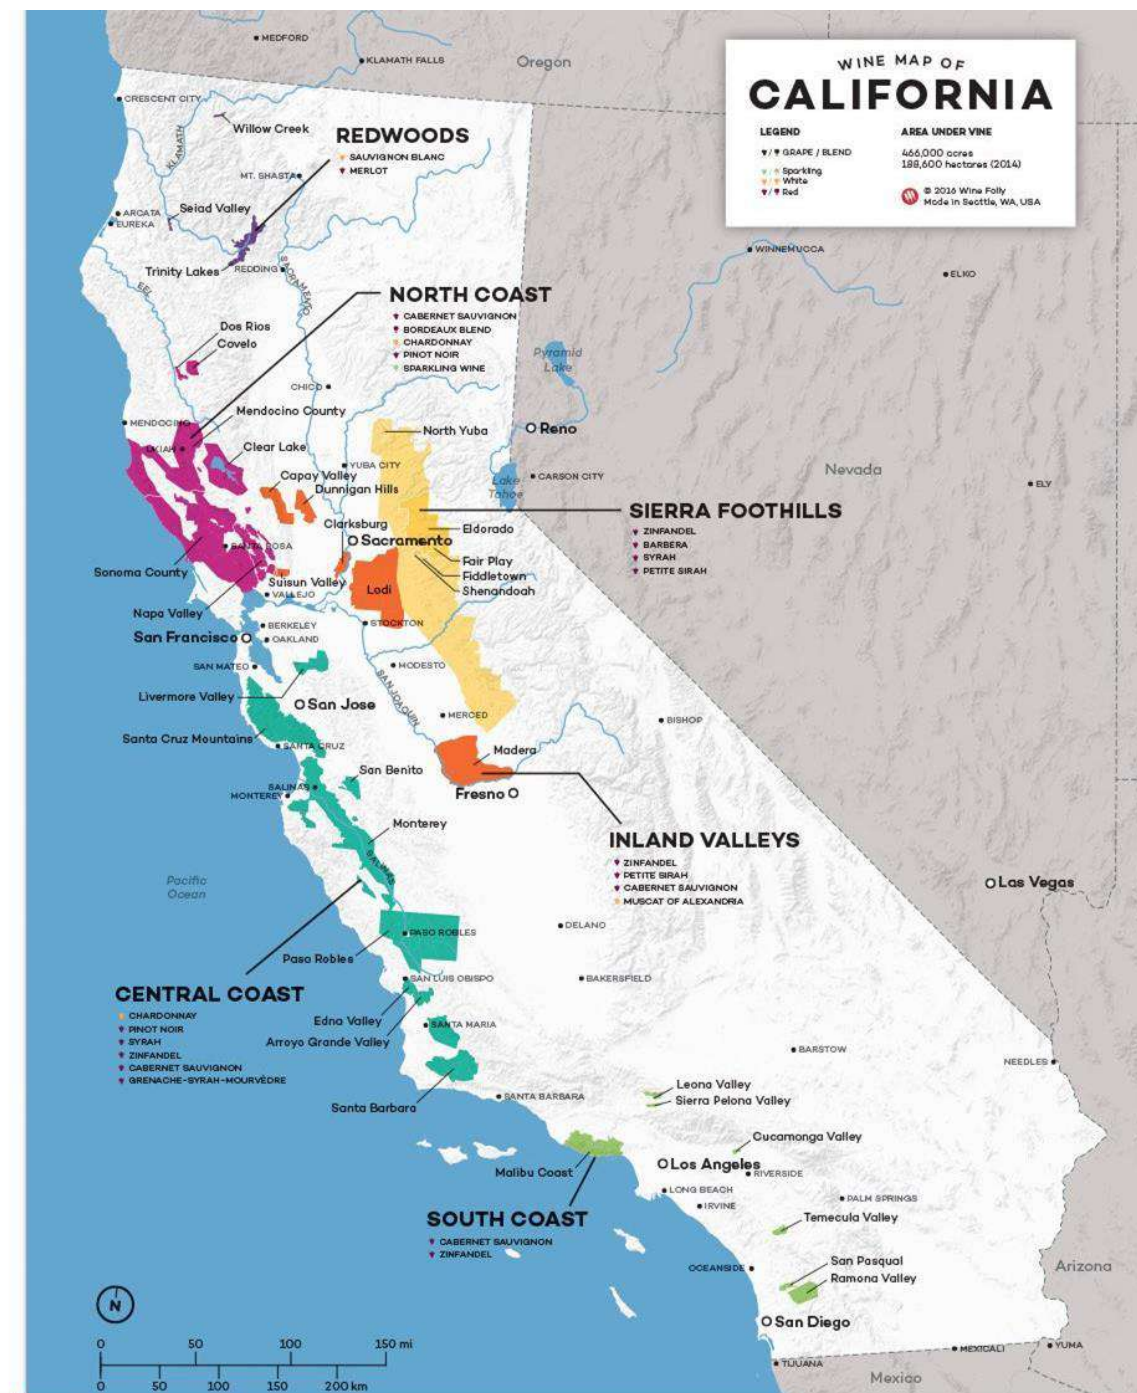 WINE MAP OF
CALIFORNIA
LEGEND
GRAPE / BLEND
Sparkling
White
Red
AREA UNDER VINE
466,000 acres
188,600 hectares (2014)
© 2016 Wine Folly
Made in Seattle, WA, USA
MEDFORD
KLAMATH FALLS
Oregon
CRESCENT CITY
Willow Creek
KLAMATH
REDWOODS
SAUVIGNON BLANC
MERLOT
MT. SHASTA
Seiad Valley
ARCATA
EUREKA
Trinity Lakes
REDDING
SACRAMENTO
EEL
WINNEMUCCA
ELKO
NORTH COAST
CABERNET SAUVIGNON
BORDEAUX BLEND
CHARDONNAY
PINOT NOIR
SPARKLING WINE
Dos Rios
Covelo
Pyramid
Lake
CHICO
Mendocino County
MENDOCINO
UKIAH
North Yuba
Reno
Clear Lake
YUBA CITY
Capay Valley
Dunnigan Hills
Lake
Tahoe
CARSON CITY
Nevada
ELY
SIERRA FOOTHILLS
ZINFANDEL
BARBERA
SYRAH
PETITE SIRAH
Clarksburg
Sacramento
Eldorado
SANTA ROSA
Fair Play
Fiddletown
Shenandoah
Sonoma County
Suisun Valley
Lodi
VALLEJO
Napa Valley
BERKELEY
STOCKTON
San Francisco
OAKLAND
SAN MATEO
MODESTO
SAN JOAQUIN
Livermore Valley
San Jose
MERCED
BISHOP
Santa Cruz Mountains
SANTA CRUZ
Madera
San Benito
SALINAS
MONTEREY
Fresno
Monterey
SALINAS
INLAND VALLEYS
ZINFANDEL
PETITE SIRAH
CABERNET SAUVIGNON
MUSCAT OF ALEXANDRIA
Pacific
Ocean
Las Vegas
DELANO
PASO ROBLES
Paso Robles
SAN LUIS OBISPO
BAKERSFIELD
CENTRAL COAST
CHARDONNAY
PINOT NOIR
SYRAH
ZINFANDEL
CABERNET SAUVIGNON
GRENACHE-SYRAH-MOURVÈDRE
Edna Valley
SANTA MARIA
Arroyo Grande Valley
BARSTOW
NEEDLES
Leona Valley
Sierra Pelona Valley
SANTA BARBARA
Santa Barbara
Cucamonga Valley
Malibu Coast
Los Angeles
RIVERSIDE
LONG BEACH
PALM SPRINGS
IRVINE
SOUTH COAST
CABERNET SAUVIGNON
ZINFANDEL
Temecula Valley
San Pasqual
OCEANSIDE
Ramona Valley
Arizona
San Diego
MEXICALI
YUMA
TIJUANA
Mexico
N
0 50 100 150 mi
0 50 100 150 200 km